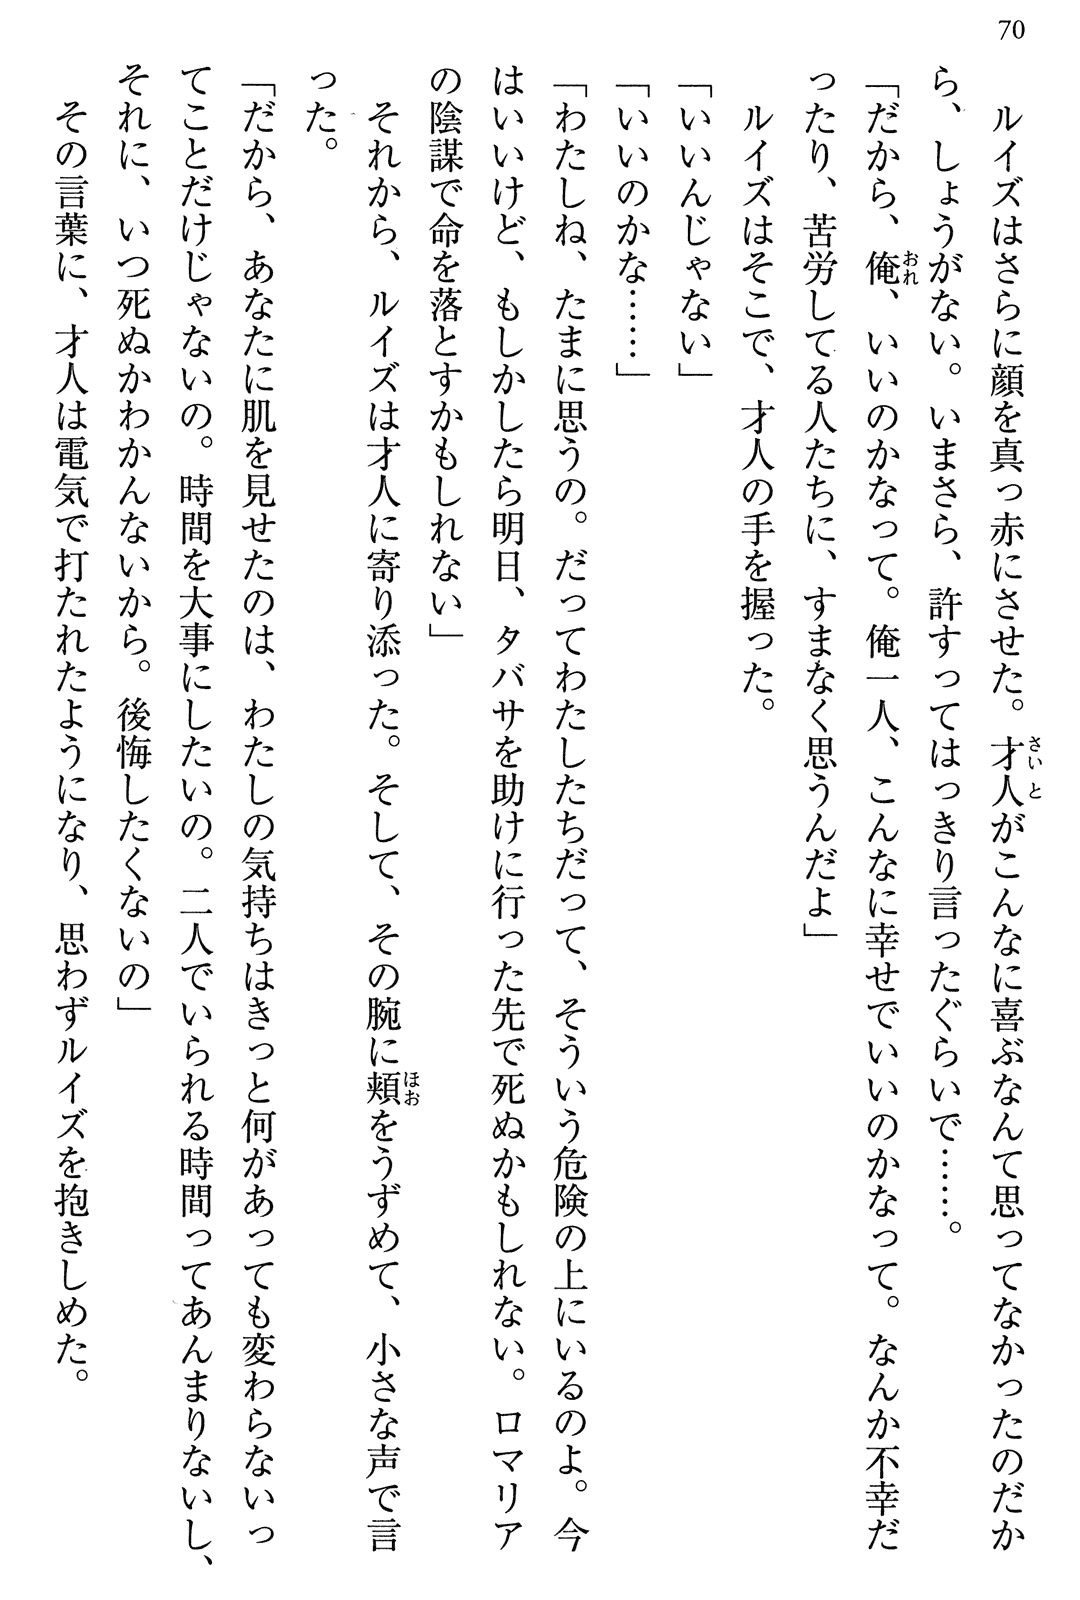 70
ルイズはさらに顔を真っ赤にさせた。才人がこんなに喜ぶなんて思ってなかったのだか
ら、しょうがない。いまさら、許すってはっきり言ったぐらいで……。
「だから、俺、いいのかなって。俺一人、こんなに幸せでいいのかなって。なんか不幸だ
ったり、苦労してる人たちに、すまなく思うんだよ」
ルイズはそこで、才人の手を握った。
「いいんじゃない」
「いいのかな……」
「わたしね、たまに思うの。だってわたしたちだって、そういう危険の上にいるのよ。今
はいいけど、もしかしたら明日、タバサを助けに行った先で死ぬかもしれない。ロマリア
の陰謀で命を落とすかもしれない」
それから、ルイズは才人に寄り添った。そして、その腕に頬をうずめて、小さな声で言
った。
「だから、あなたに肌を見せたのは、わたしの気持ちはきっと何があっても変わらないっ
てことだけじゃないの。時間を大事にしたいの。二人でいられる時間ってあんまりないし、
それに、いつ死ぬかわかんないから。後悔したくないの」
その言葉に、才人は電気で打たれたようになり、思わずルイズを抱きしめた。